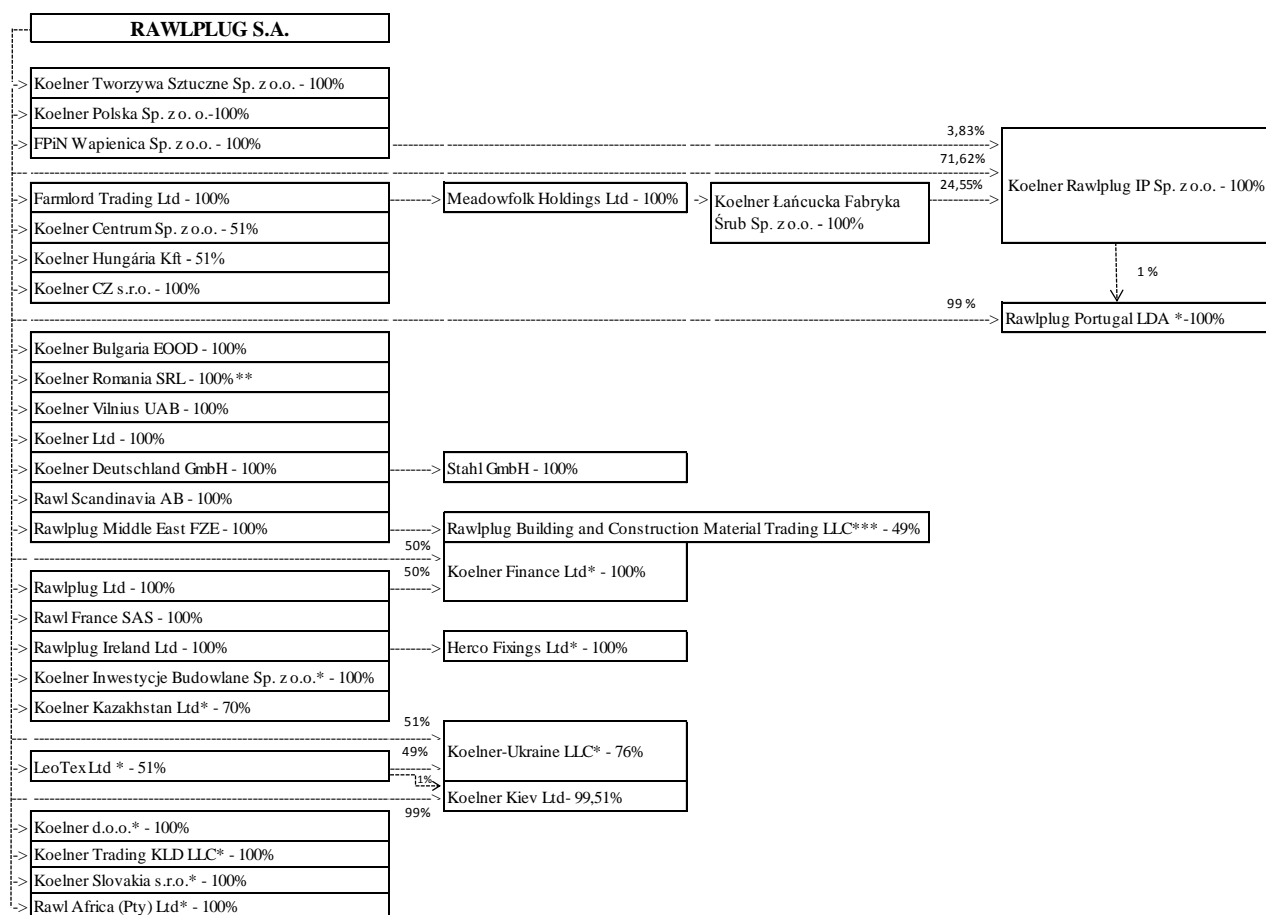 RAWLPLUG S.A.
Koelner Tworzywa Sztuczne Sp. z o.o. - 100%
Koelner Polska Sp. z o. o.-100%
FPiN Wapienica Sp. z o.o. - 100%
3,83%
71,62%
24,55%
Koelner Rawlplug IP Sp. z o.o. - 100%
Farmlord Trading Ltd - 100%
Meadowfolk Holdings Ltd - 100%
Koelner Łańcucka Fabryka
Śrub Sp. z o.o. - 100%
Koelner Centrum Sp. z o.o. - 51%
Koelner Hungária Kft - 51%
Koelner CZ s.r.o. - 100%
1 %
99 %
Rawlplug Portugal LDA *-100%
Koelner Bulgaria EOOD - 100%
Koelner Romania SRL - 100%**
Koelner Vilnius UAB - 100%
Koelner Ltd - 100%
Koelner Deutschland GmbH - 100%
Stahl GmbH - 100%
Rawl Scandinavia AB - 100%
Rawlplug Middle East FZE - 100%
Rawlplug Building and Construction Material Trading LLC*** - 49%
50%
50%
Koelner Finance Ltd* - 100%
Rawlplug Ltd - 100%
Rawl France SAS - 100%
Rawlplug Ireland Ltd - 100%
Herco Fixings Ltd* - 100%
Koelner Inwestycje Budowlane Sp. z o.o.* - 100%
Koelner Kazakhstan Ltd* - 70%
51%
49%
Koelner-Ukraine LLC* - 76%
LeoTex Ltd * - 51%
1%
Koelner Kiev Ltd- 99,51%
99%
Koelner d.o.o.* - 100%
Koelner Trading KLD LLC* - 100%
Koelner Slovakia s.r.o.* - 100%
Rawl Africa (Pty) Ltd* - 100%